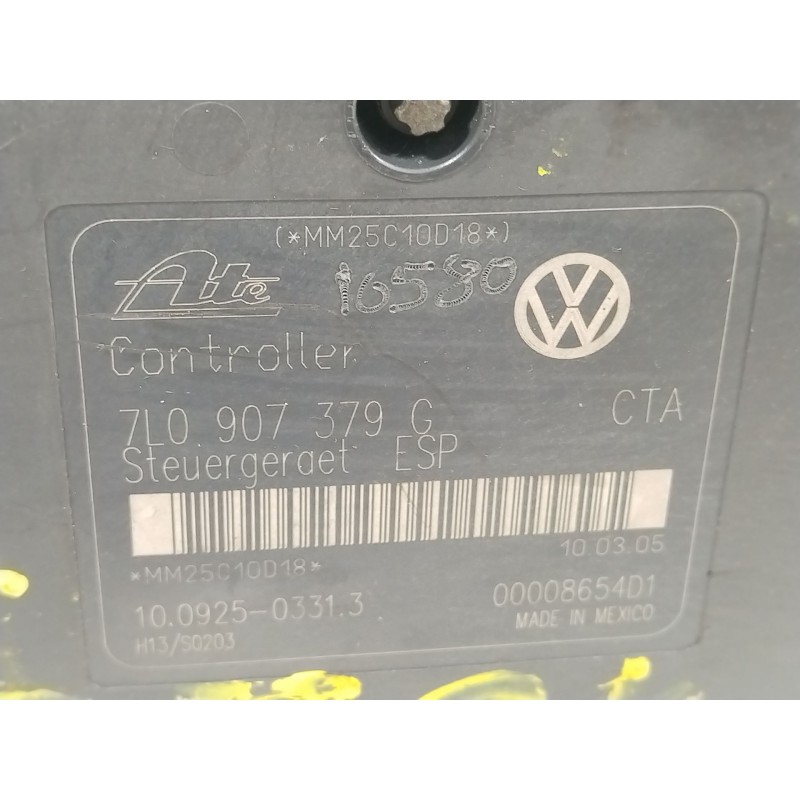 (*MM25C10D18*)
Ate 16580 VW
Controller
7L0 907 379 G CTA
Steuergeraet ESP
10.03.05
*MM25C10D18*
10.0925-0331.3 00008654D1
H13/S0203 MADE IN MEXICO